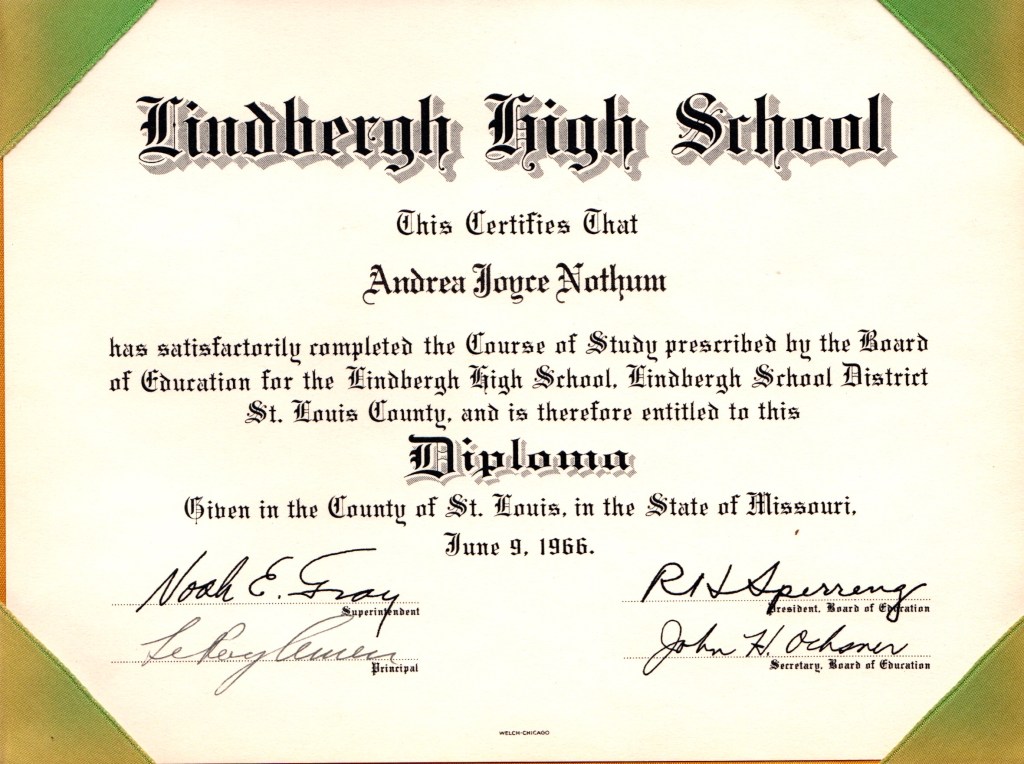 Lindbergh High School
This Certifies That
Andrea Joyce Nothum
has satisfactorily completed the Course of Study prescribed by the Board
of Education for the Lindbergh High School, Lindbergh School District
St. Louis County, and is therefore entitled to this
Diploma
Given in the County of St. Louis, in the State of Missouri,
June 9, 1966.
Noah E. Gray
Superintendent
R H Sperreng
President, Board of Education
LeRoy
Principal
John H. Ochsner
Secretary, Board of Education
WELCH-CHICAGO